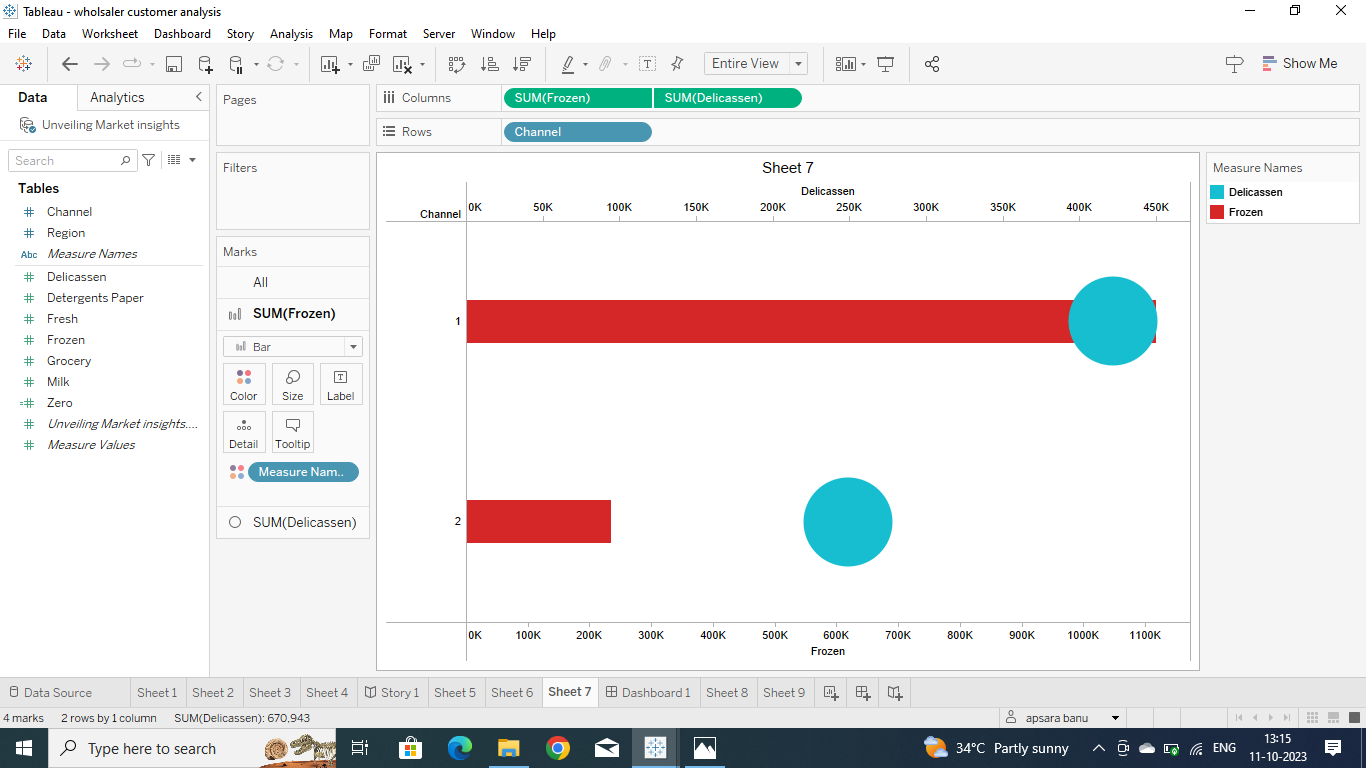 Tableau - wholsaler customer analysis
File Data Worksheet Dashboard Story Analysis Map Format Server Window Help
Entire View
Show Me
Data Analytics
Unveiling Market insights
Search
Tables
Channel
Region
Abc Measure Names
Delicassen
Detergents Paper
Fresh
Frozen
Grocery
Milk
Zero
Unveiling Market insights....
Measure Values
Pages
Filters
Marks
All
SUM(Frozen)
Bar
Color Size Label
Detail Tooltip
Measure Nam..
SUM(Delicassen)
Columns SUM(Frozen) SUM(Delicassen)
Rows Channel
Sheet 7
Delicassen
Channel 0K 50K 100K 150K 200K 250K 300K 350K 400K 450K
1
2
0K 100K 200K 300K 400K 500K 600K 700K 800K 900K 1000K 1100K
Frozen
Measure Names
Delicassen
Frozen
Data Source Sheet 1 Sheet 2 Sheet 3 Sheet 4 Story 1 Sheet 5 Sheet 6 Sheet 7 Dashboard 1 Sheet 8 Sheet 9
4 marks 2 rows by 1 column SUM(Delicassen): 670,943 apsara banu
Type here to search 34°C Partly sunny ENG 13:15
11-10-2023